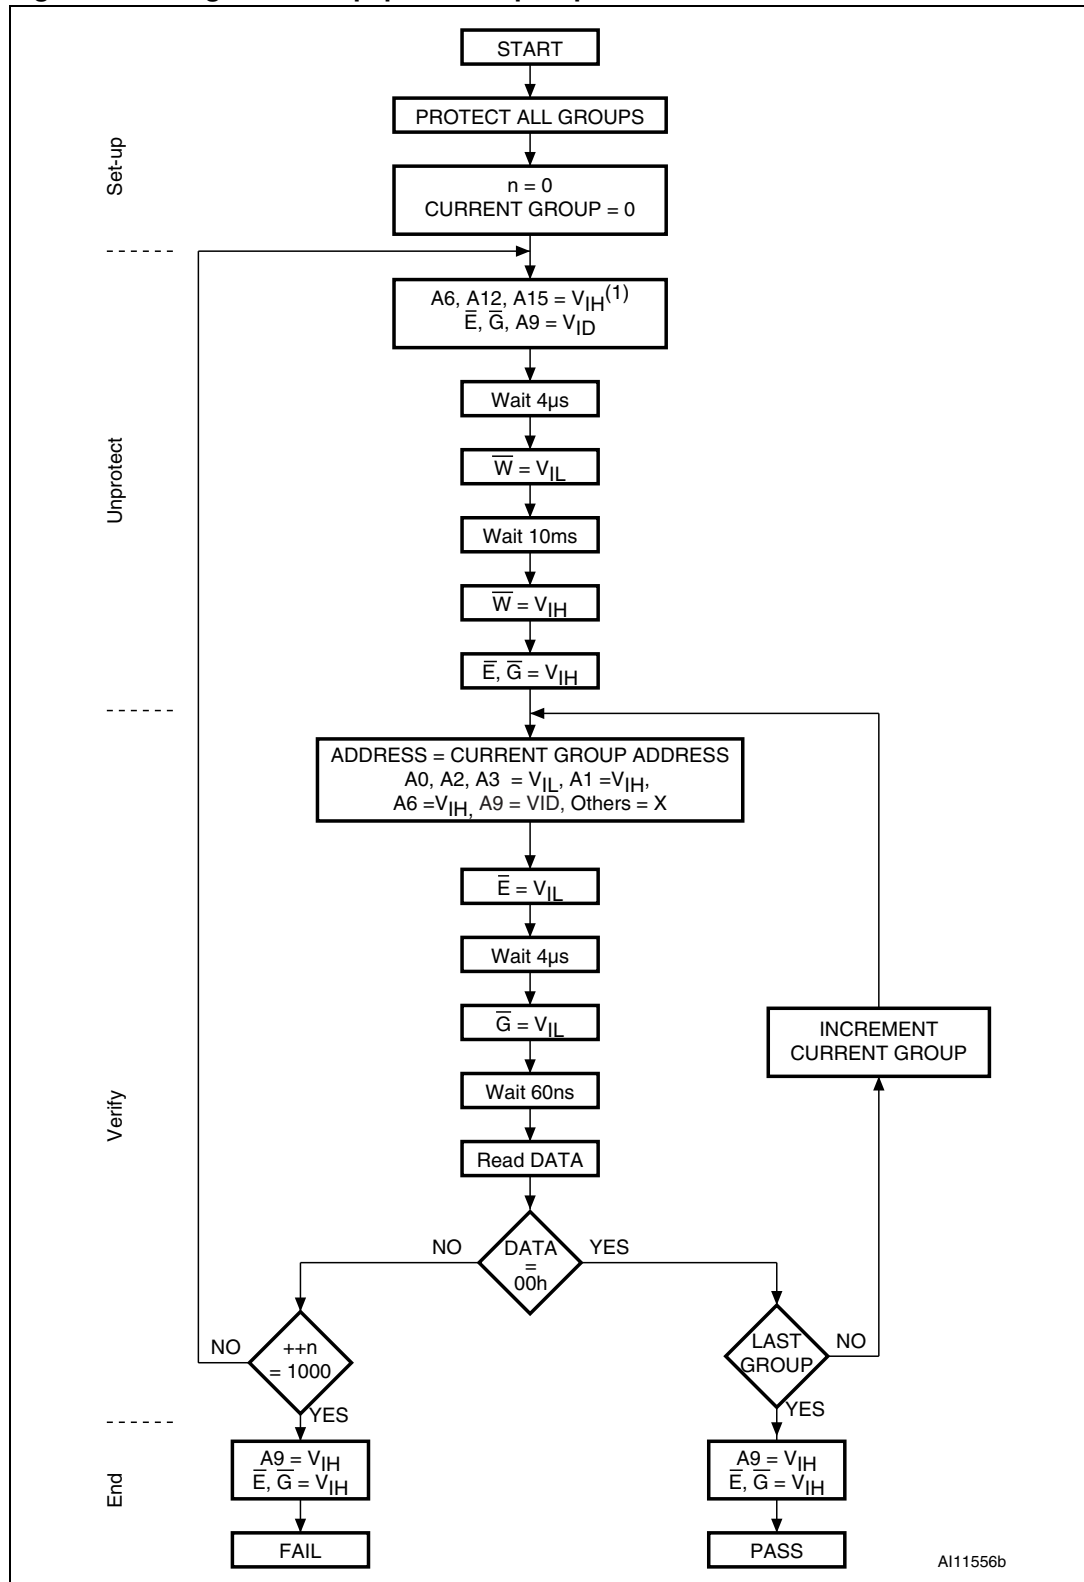 START
PROTECT ALL GROUPS
Set-up
n = 0
CURRENT GROUP = 0
A6, A12, A15 = VIH(1)
E̅, G̅, A9 = VID
Unprotect
Wait 4µs
W̅ = VIL
Wait 10ms
W̅ = VIH
E̅, G̅ = VIH
ADDRESS = CURRENT GROUP ADDRESS
A0, A2, A3 = VIL, A1 =VIH,
A6 =VIH, A9 = VID, Others = X
E̅ = VIL
Wait 4µs
G̅ = VIL
INCREMENT
CURRENT GROUP
Wait 60ns
Verify
Read DATA
NO
DATA
=
00h
YES
NO
++n
= 1000
YES
LAST
GROUP
NO
YES
End
A9 = VIH
E̅, G̅ = VIH
A9 = VIH
E̅, G̅ = VIH
FAIL
PASS
AI11556b